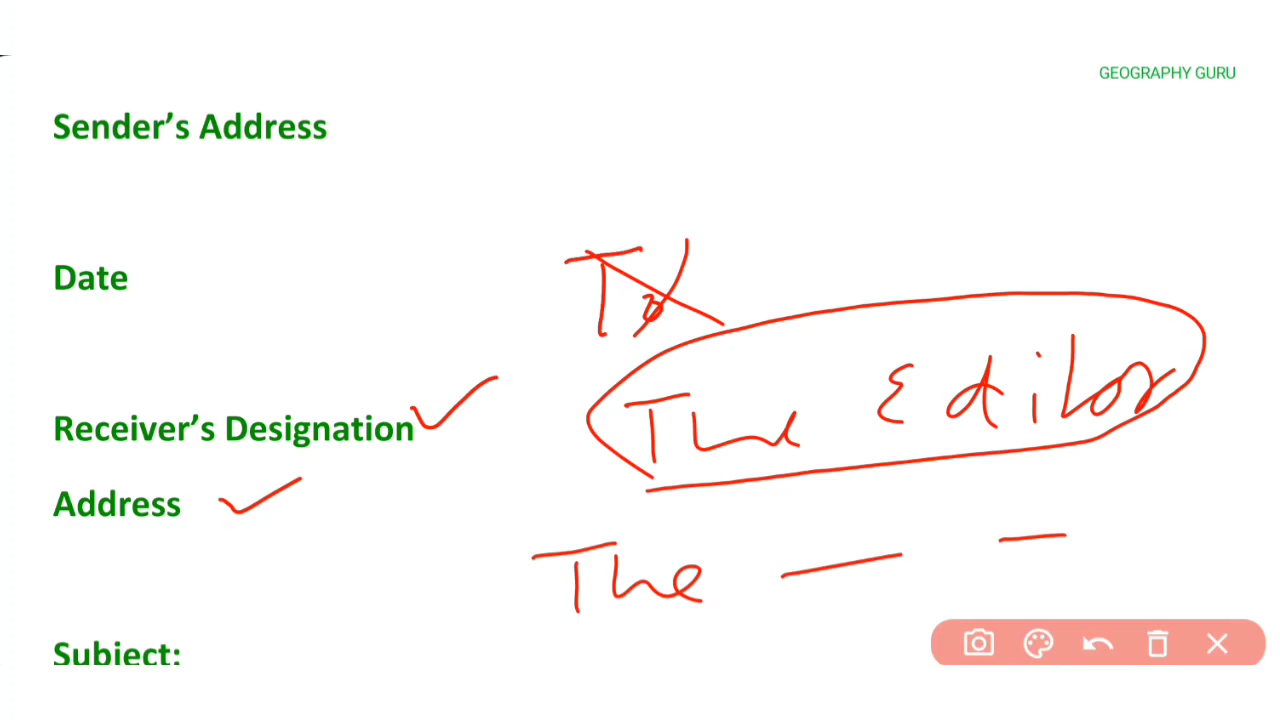 GEOGRAPHY GURU
Sender's Address
Date
To
Receiver's Designation
The Editor
Address
The
Subject: